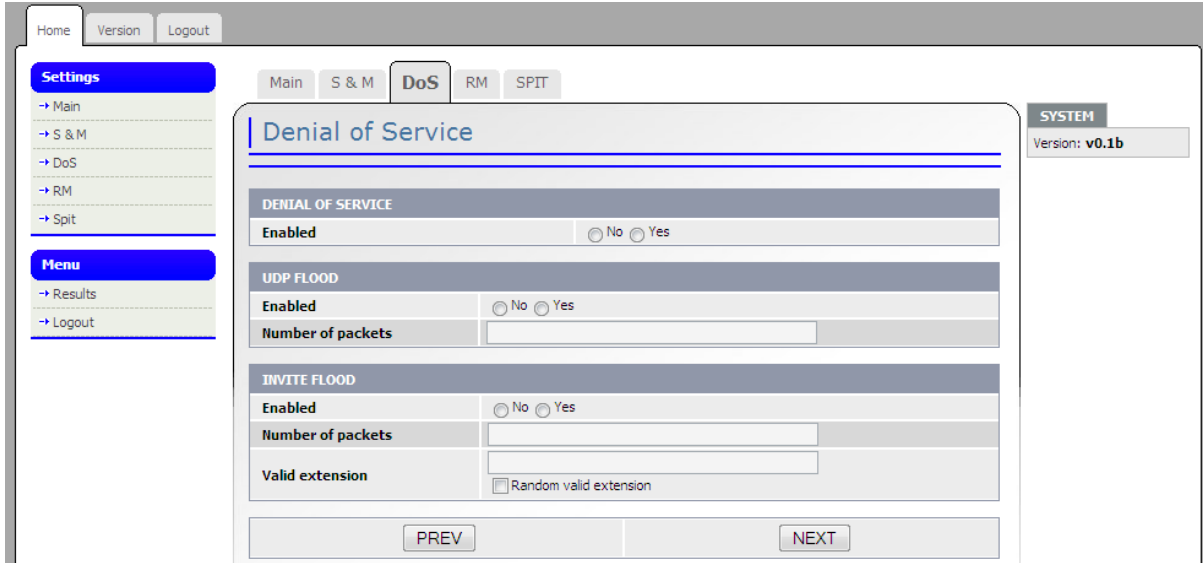 Home Version Logout
Settings
Main
S & M
DoS
RM
Spit
Menu
Results
Logout
Main S & M DoS RM SPIT
Denial of Service
DENIAL OF SERVICE
Enabled No Yes
UDP FLOOD
Enabled No Yes
Number of packets
INVITE FLOOD
Enabled No Yes
Number of packets
Valid extension
Random valid extension
PREV NEXT
SYSTEM
Version: v0.1b